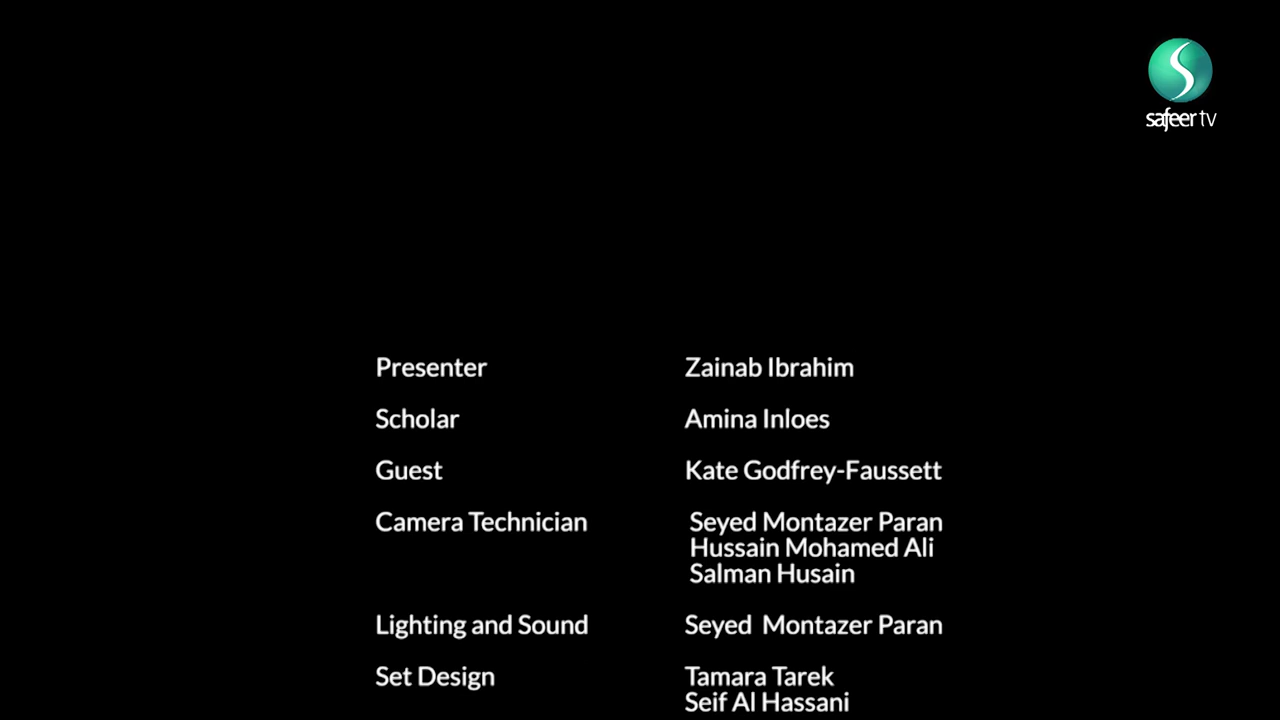 safeer tv
Presenter Zainab Ibrahim
Scholar Amina Inloes
Guest Kate Godfrey-Faussett
Camera Technician Seyed Montazer Paran
Hussain Mohamed Ali
Salman Husain
Lighting and Sound Seyed Montazer Paran
Set Design Tamara Tarek
Seif Al Hassani